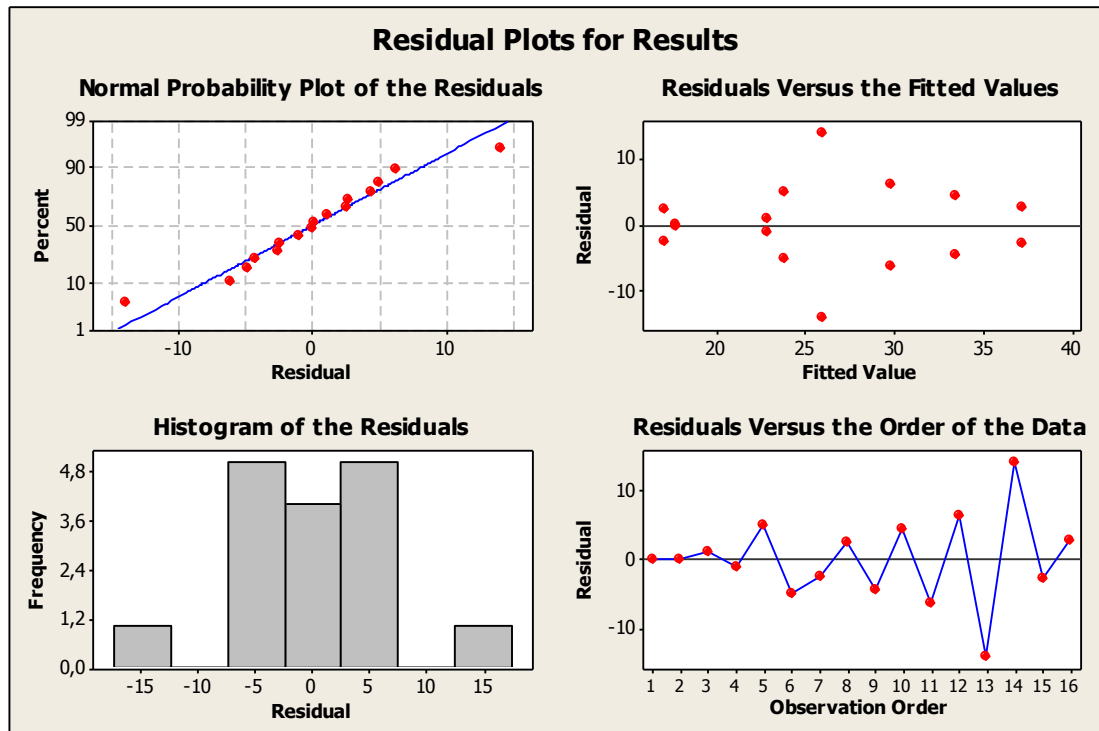 Residual Plots for Results
Normal Probability Plot of the Residuals
99
90
50
10
1
Percent
-10 0 10
Residual
Residuals Versus the Fitted Values
10
0
-10
Residual
20 25 30 35 40
Fitted Value
Histogram of the Residuals
4,8
3,6
2,4
1,2
0,0
Frequency
-15 -10 -5 0 5 10 15
Residual
Residuals Versus the Order of the Data
10
0
-10
Residual
1 2 3 4 5 6 7 8 9 10 11 12 13 14 15 16
Observation Order